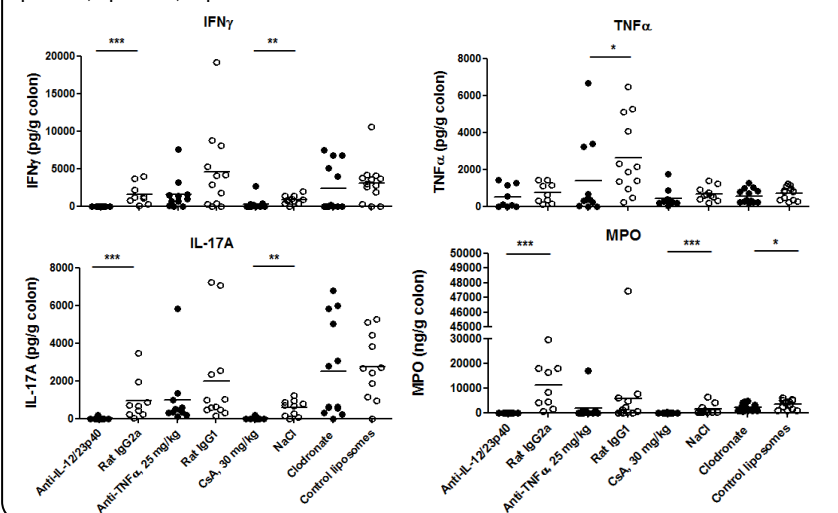 IFNγ
***
**
20000
15000
10000
5000
0
IFNγ (pg/g colon)
TNFα
*
8000
6000
4000
2000
0
TNFα (pg/g colon)
IL-17A
***
**
8000
6000
4000
2000
0
IL-17A (pg/g colon)
Anti-IL-12/23p40
Rat IgG2a
Anti-TNFα, 25 mg/kg
Rat IgG1
CsA, 30 mg/kg
NaCl
Clodronate
Control liposomes
MPO
***
***
*
50000
49000
48000
47000
46000
45000
30000
20000
10000
0
MPO (ng/g colon)
Anti-IL-12/23p40
Rat IgG2a
Anti-TNFα, 25 mg/kg
Rat IgG1
CsA, 30 mg/kg
NaCl
Clodronate
Control liposomes